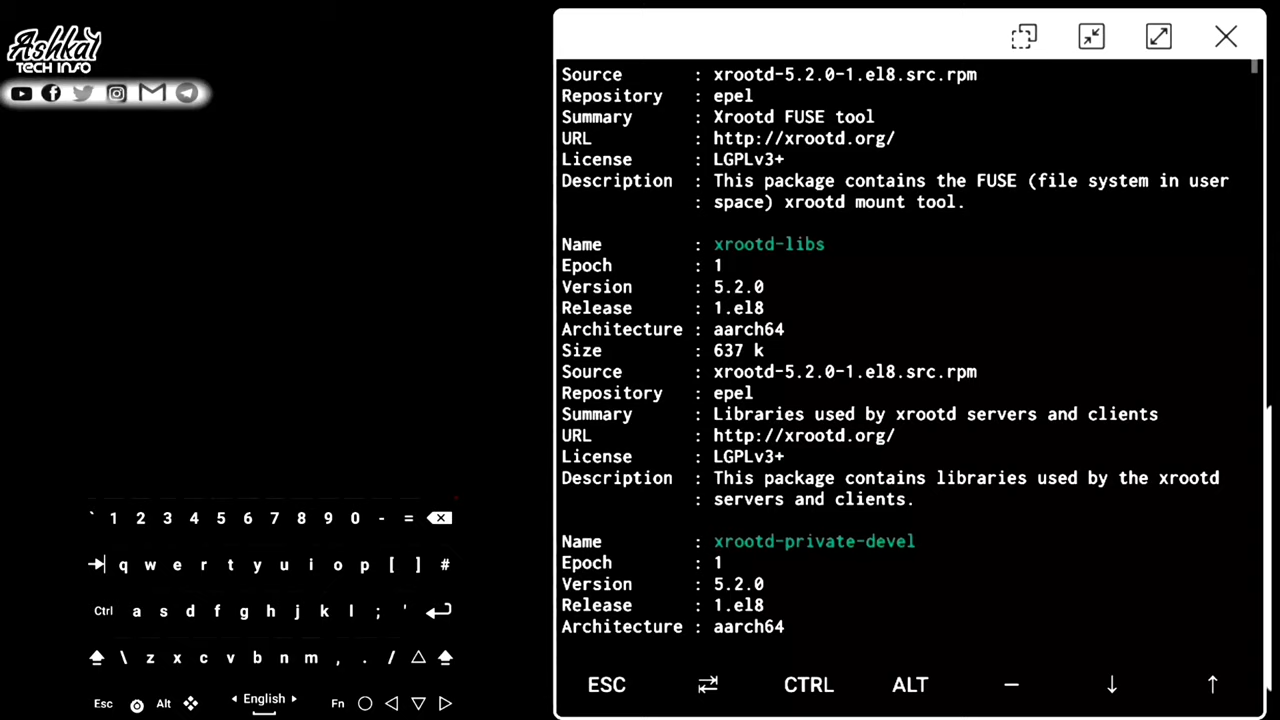 Ashkal
TECH INFO
Source : xrootd-5.2.0-1.el8.src.rpm
Repository : epel
Summary : Xrootd FUSE tool
URL : http://xrootd.org/
License : LGPLv3+
Description : This package contains the FUSE (file system in user
: space) xrootd mount tool.
Name : xrootd-libs
Epoch : 1
Version : 5.2.0
Release : 1.el8
Architecture : aarch64
Size : 637 k
Source : xrootd-5.2.0-1.el8.src.rpm
Repository : epel
Summary : Libraries used by xrootd servers and clients
URL : http://xrootd.org/
License : LGPLv3+
Description : This package contains libraries used by the xrootd
: servers and clients.
Name : xrootd-private-devel
Epoch : 1
Version : 5.2.0
Release : 1.el8
Architecture : aarch64
ESC ⇄ CTRL ALT — ↓ ↑
` 1 2 3 4 5 6 7 8 9 0 - =
q w e r t y u i o p [ ] #
Ctrl a s d f g h j k l ; '
\ z x c v b n m , . /
Esc Alt English Fn